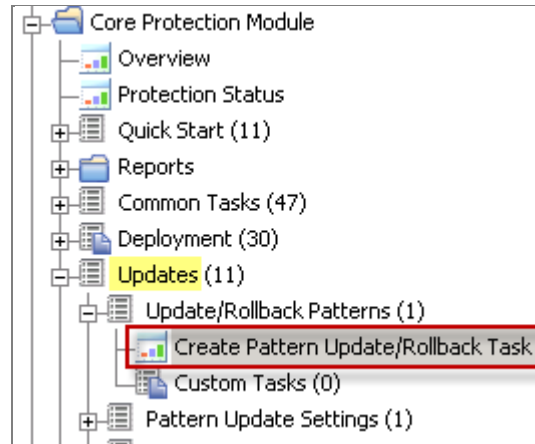 Core Protection Module
Overview
Protection Status
Quick Start (11)
Reports
Common Tasks (47)
Deployment (30)
Updates (11)
Update/Rollback Patterns (1)
Create Pattern Update/Rollback Task
Custom Tasks (0)
Pattern Update Settings (1)